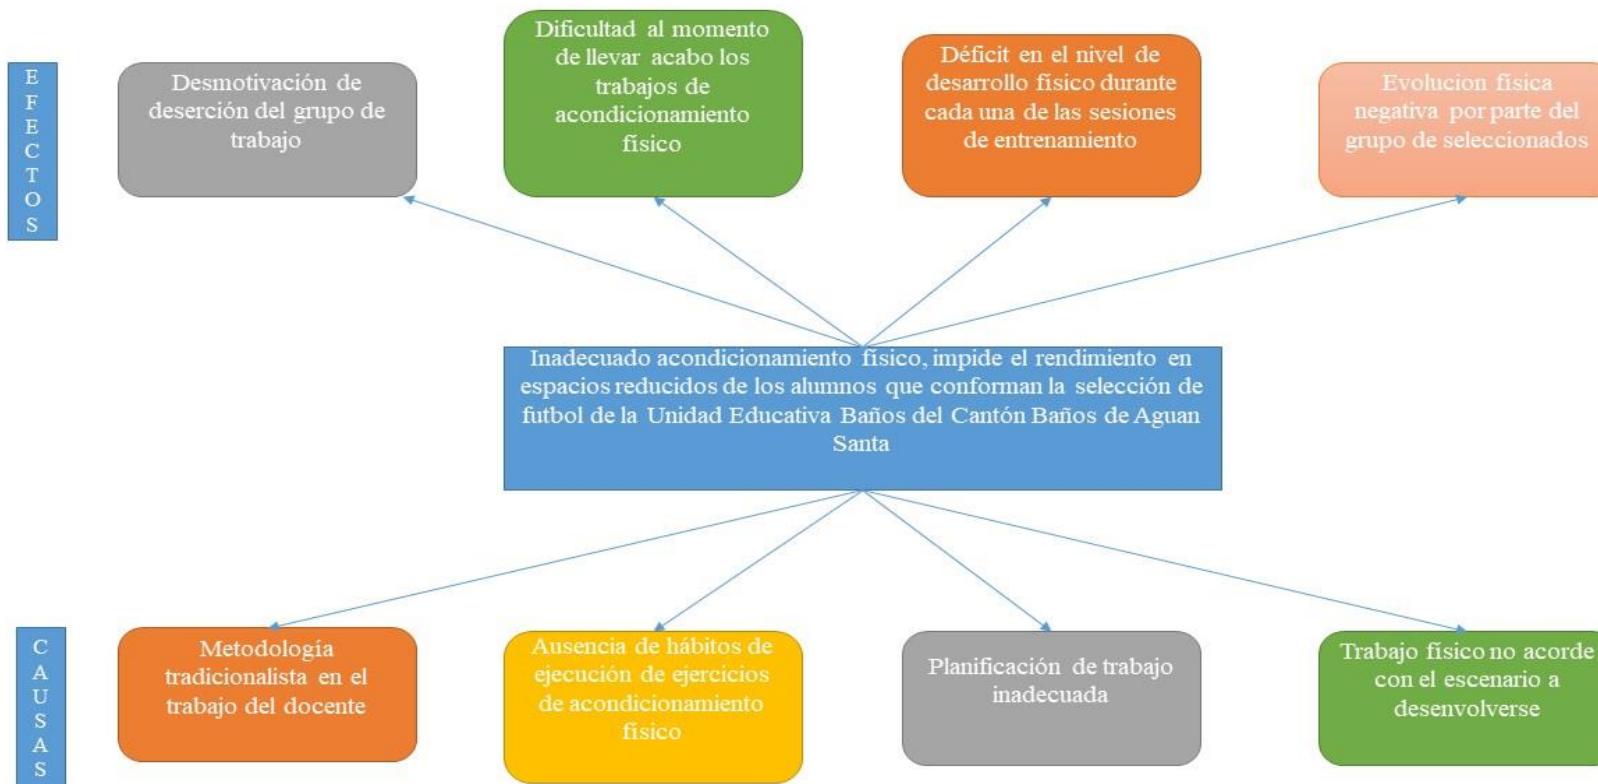 EFECTOS
Desmotivación de
deserción del grupo de
trabajo
Dificultad al momento
de llevar acabo los
trabajos de
acondicionamiento
físico
Déficit en el nivel de
desarrollo físico durante
cada una de las sesiones
de entrenamiento
Evolucion física
negativa por parte del
grupo de seleccionados
Inadecuado acondicionamiento físico, impide el rendimiento en
espacios reducidos de los alumnos que conforman la selección de
futbol de la Unidad Educativa Baños del Cantón Baños de Aguan
Santa
CAUSAS
Metodología
tradicionalista en el
trabajo del docente
Ausencia de hábitos de
ejecución de ejercicios
de acondicionamiento
físico
Planificación de trabajo
inadecuada
Trabajo físico no acorde
con el escenario a
desenvolverse